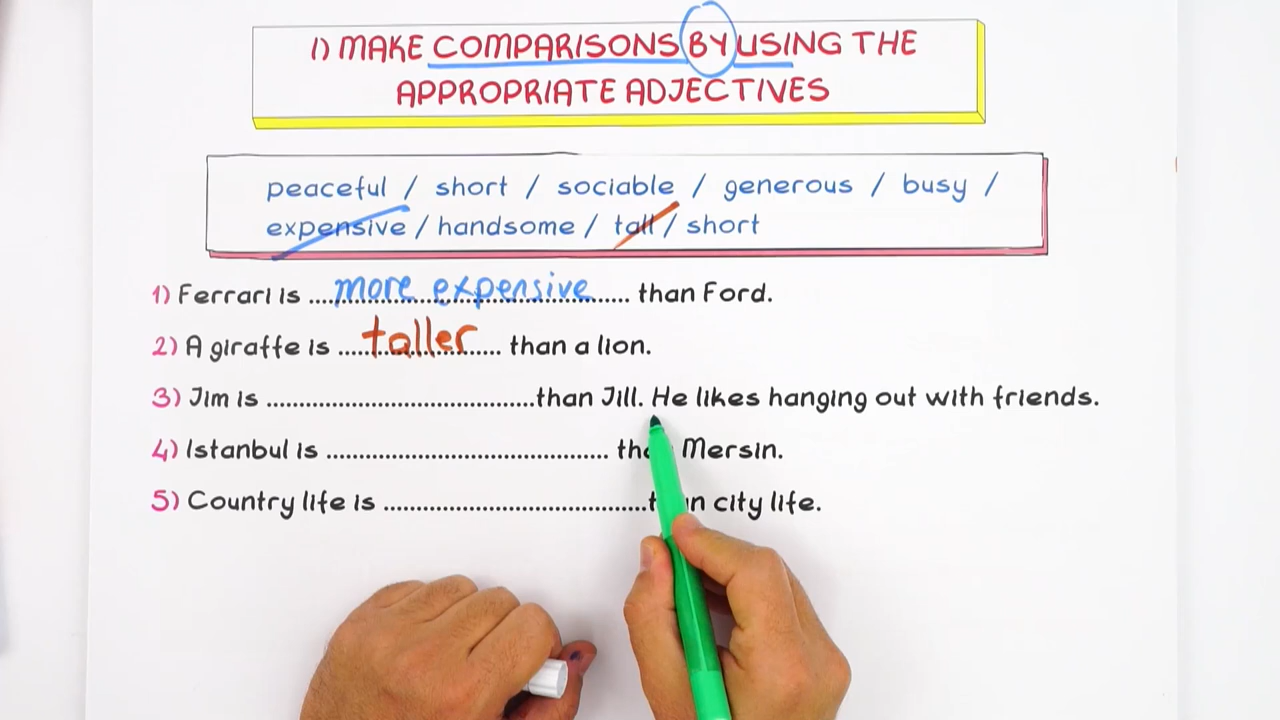 1) MAKE COMPARISONS BY USING THE
APPROPRIATE ADJECTIVES
peaceful / short / sociable / generous / busy /
expensive / handsome / tall / short
1) Ferrari is .... more expensive .... than Ford.
2) A giraffe is .... taller .... than a lion.
3) Jim is ........................................than Jill. He likes hanging out with friends.
4) Istanbul is .......................................... Mersin.
5) Country life is ....................................... city life.